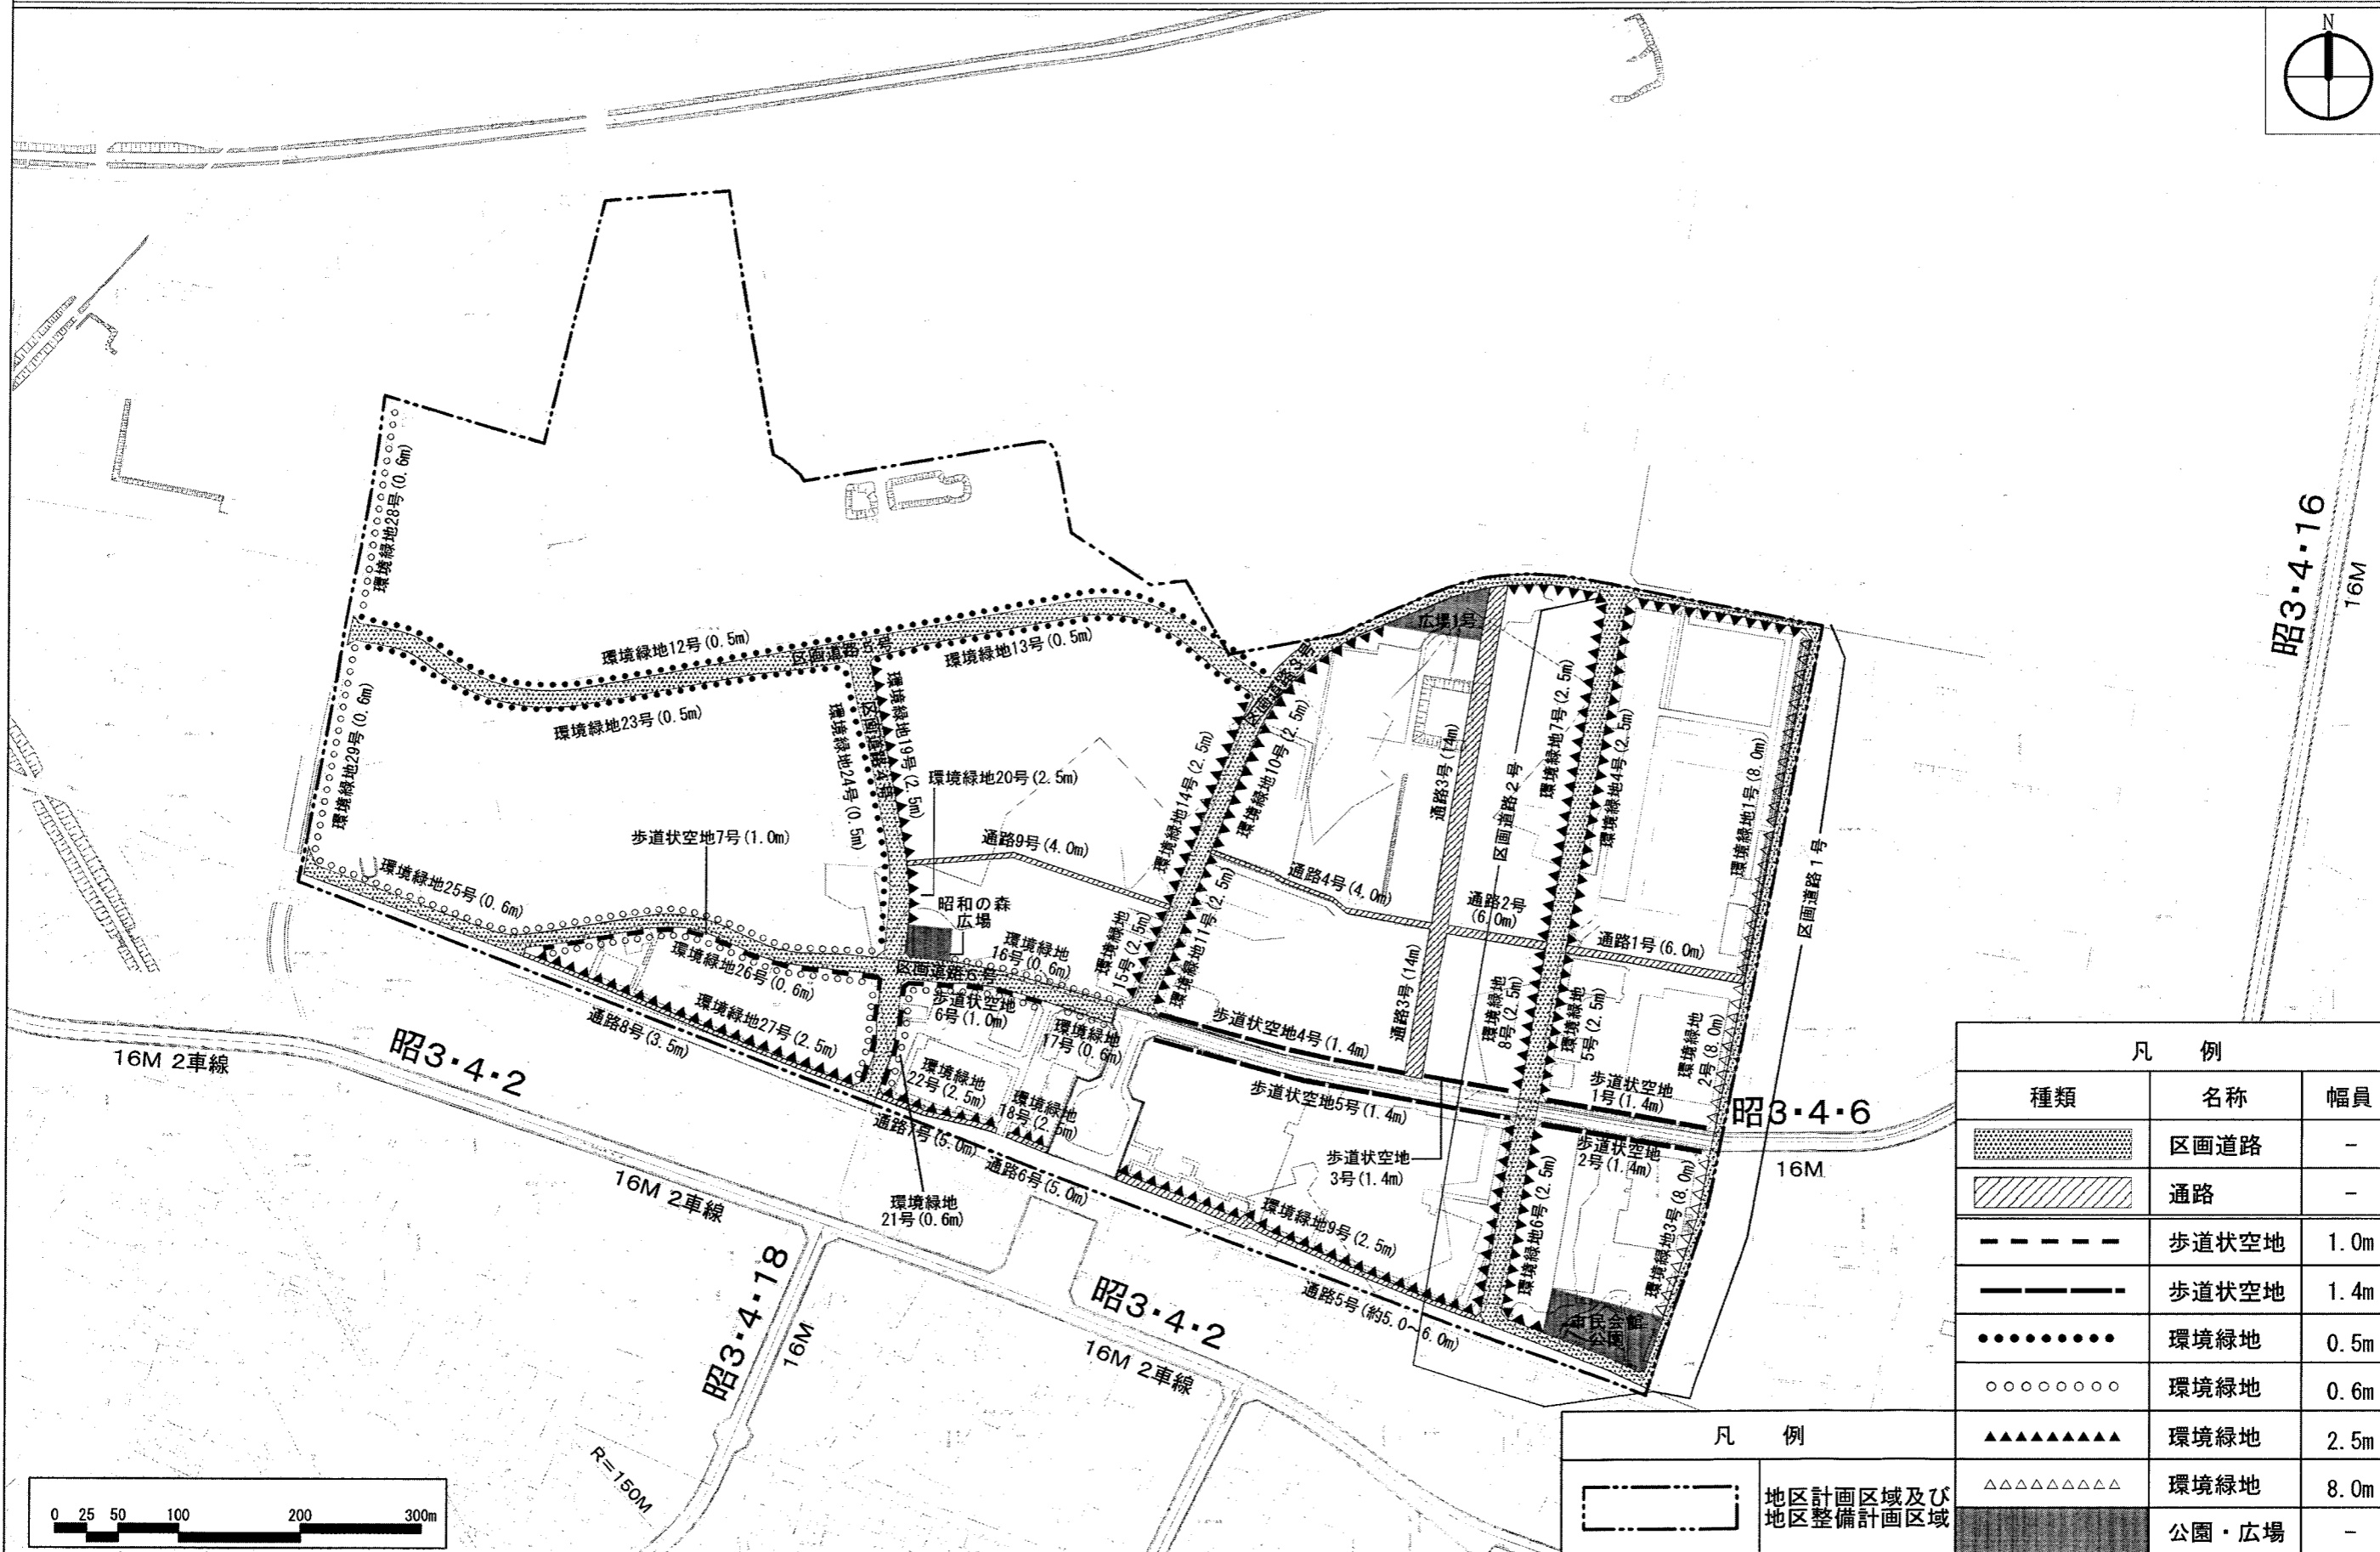 N
昭3・4・16
16M
環境緑地28号(0.6m)
環境緑地12号(0.5m)
区画道路5号
環境緑地13号(0.5m)
環境緑地23号(0.5m)
環境緑地29号(0.6m)
環境緑地24号(0.5m)
区画道路4号
環境緑地19号(2.5m)
環境緑地20号(2.5m)
歩道状空地7号(1.0m)
通路9号(4.0m)
環境緑地25号(0.6m)
昭和の森
広場
環境緑地
16号(0.6m)
環境緑地26号(0.6m)
区画道路6号
歩道状空地
6号(1.0m)
環境緑地
17号(0.6m)
環境緑地27号(2.5m)
通路8号(3.5m)
環境緑地
22号(2.5m)
環境緑地
18号(2.5m)
通路7号(5.0m)
通路6号(5.0m)
環境緑地
21号(0.6m)
区画道路3号
環境緑地14号(2.5m)
環境緑地10号(2.5m)
環境緑地
15号(2.5m)
環境緑地11号(2.5m)
広場1号
通路3号(14m)
通路4号(4.0m)
通路3号(14m)
区画道路2号
通路2号
(6.0m)
環境緑地7号(2.5m)
環境緑地4号(2.5m)
環境緑地1号(8.0m)
区画道路1号
通路1号(6.0m)
環境緑地
8号(2.5m)
環境緑地
5号(2.5m)
環境緑地
2号(8.0m)
歩道状空地4号(1.4m)
歩道状空地5号(1.4m)
歩道状空地
3号(1.4m)
歩道状空地
1号(1.4m)
歩道状空地
2号(1.4m)
昭3・4・6
16M
環境緑地9号(2.5m)
環境緑地6号(2.5m)
環境緑地3号(8.0m)
市民会館
公園
通路5号(約5.0～6.0m)
16M 2車線
昭3・4・2
16M 2車線
昭3・4・18
16M
昭3・4・2
16M 2車線
R=150M
0 25 50 100 200 300m
凡 例
地区計画区域及び
地区整備計画区域
凡 例
種類 名称 幅員
区画道路 -
通路 -
歩道状空地 1.0m
歩道状空地 1.4m
環境緑地 0.5m
環境緑地 0.6m
環境緑地 2.5m
環境緑地 8.0m
公園・広場 -